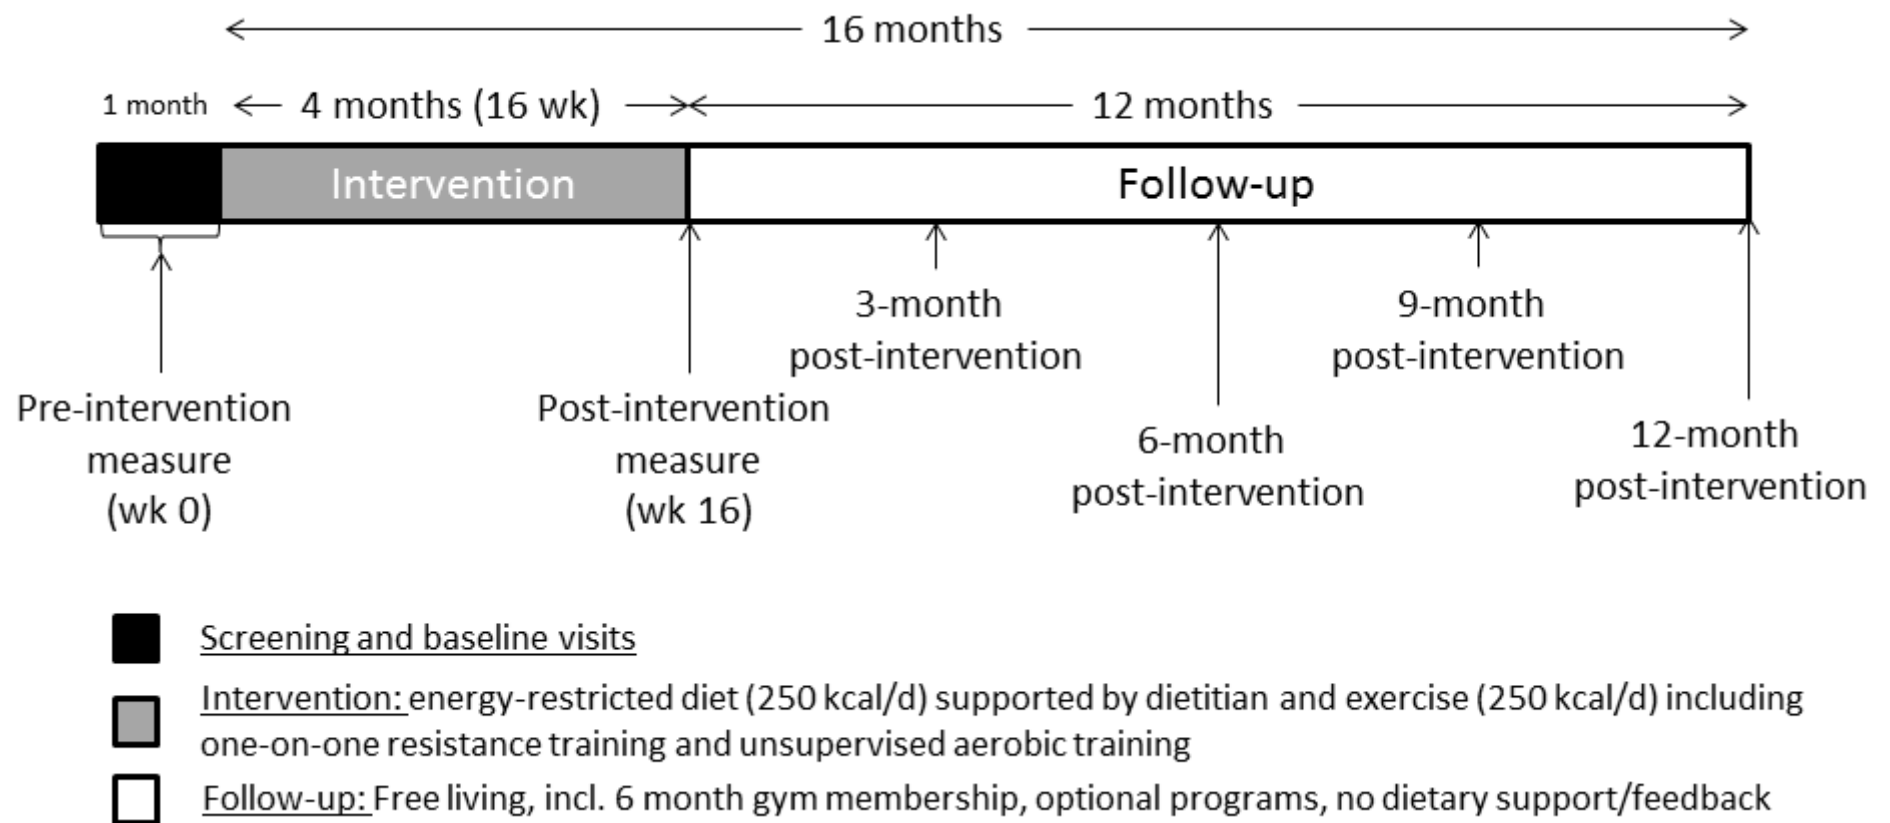 16 months
1 month
4 months (16 wk)
12 months
Intervention
Follow-up
3-month
post-intervention
9-month
post-intervention
Pre-intervention
measure
(wk 0)
Post-intervention
measure
(wk 16)
6-month
post-intervention
12-month
post-intervention
Screening and baseline visits
Intervention: energy-restricted diet (250 kcal/d) supported by dietitian and exercise (250 kcal/d) including
one-on-one resistance training and unsupervised aerobic training
Follow-up: Free living, incl. 6 month gym membership, optional programs, no dietary support/feedback